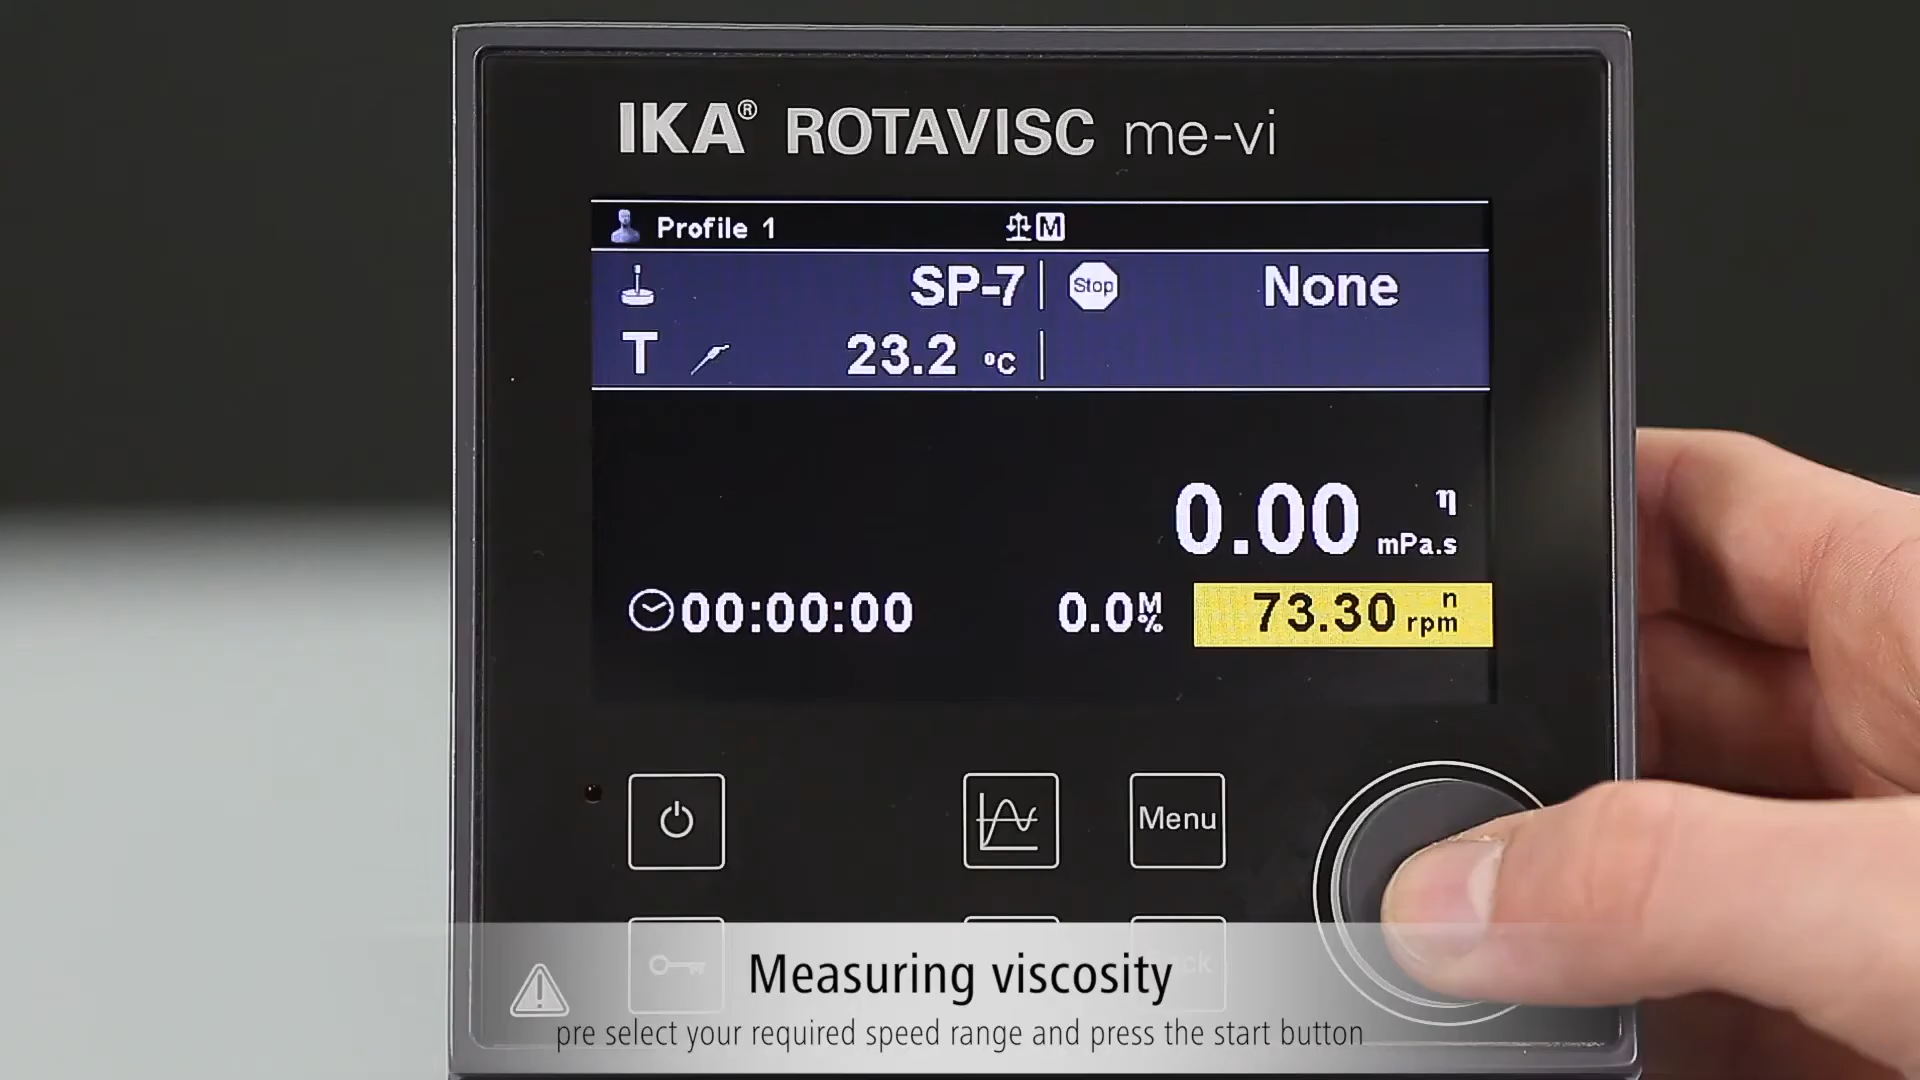 IKA® ROTAVISC me-vi
Profile 1 M
SP-7 Stop None
T 23.2 °C
0.00 η mPa.s
00:00:00 0.0 M % 73.30 n rpm
Menu
Measuring viscosity
pre select your required speed range and press the start button